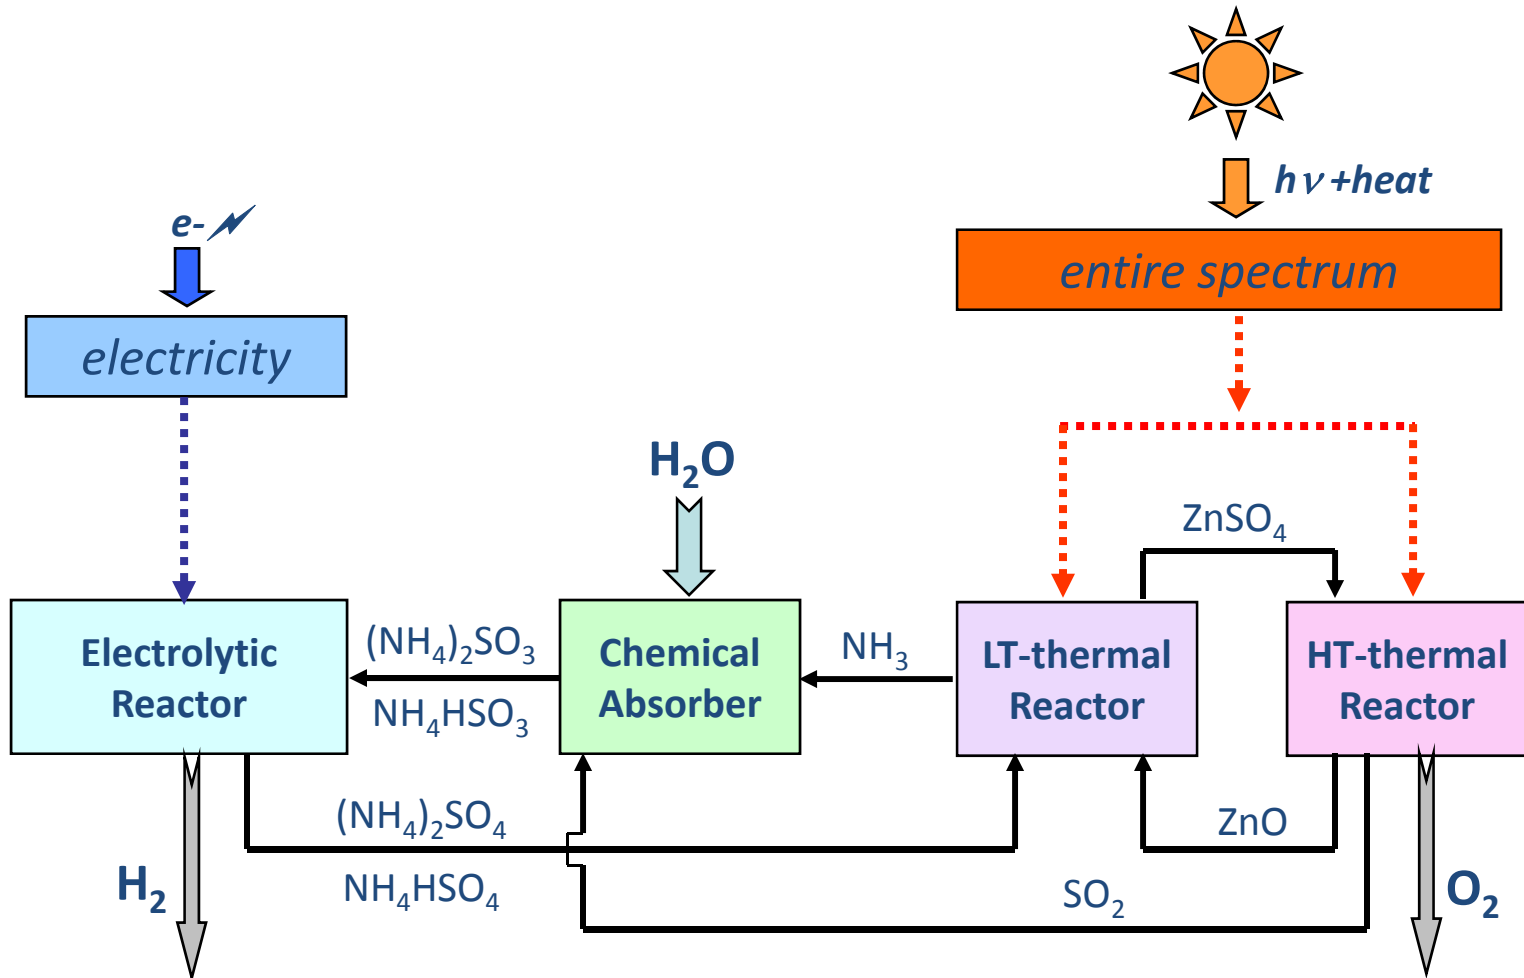 hν+heat
e-
entire spectrum
electricity
H₂O
ZnSO₄
Electrolytic
Reactor
(NH₄)₂SO₃
NH₄HSO₃
Chemical
Absorber
NH₃
LT-thermal
Reactor
HT-thermal
Reactor
(NH₄)₂SO₄
NH₄HSO₄
ZnO
SO₂
H₂
O₂